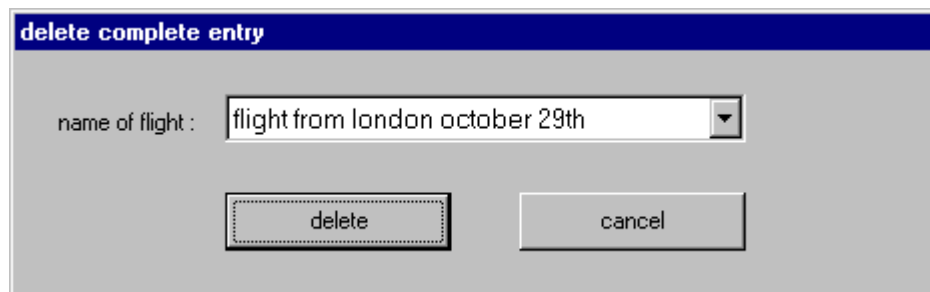 delete complete entry
name of flight :
flight from london october 29th
delete
cancel